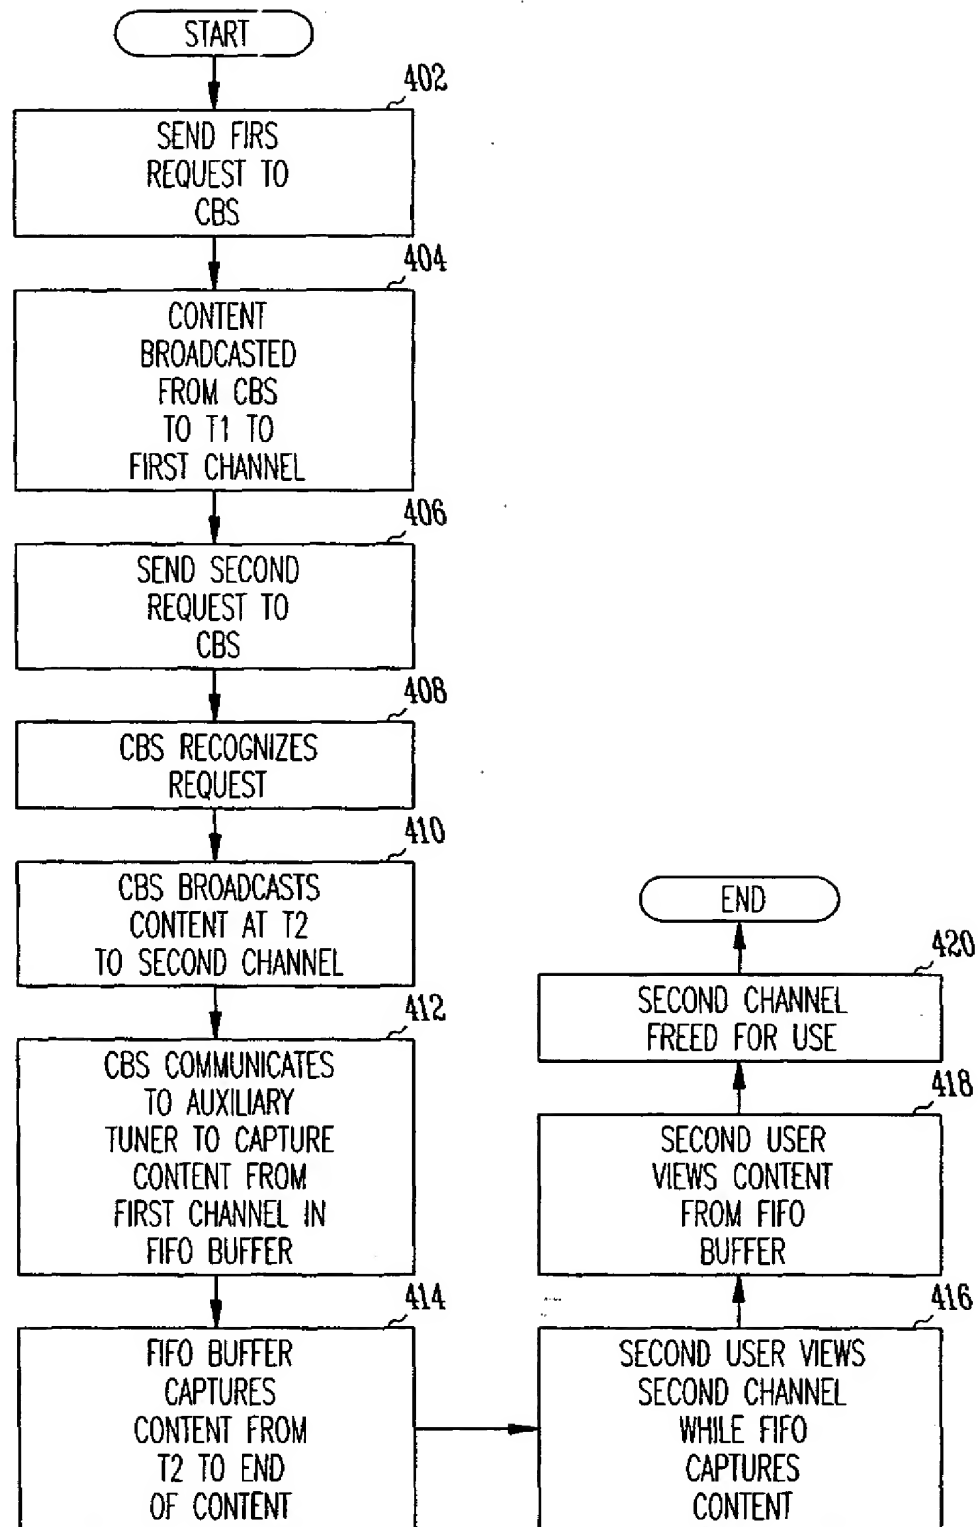 START
402
SEND FIRS
REQUEST TO
CBS
404
CONTENT
BROADCASTED
FROM CBS
TO T1 TO
FIRST CHANNEL
406
SEND SECOND
REQUEST TO
CBS
408
CBS RECOGNIZES
REQUEST
410
CBS BROADCASTS
CONTENT AT T2
TO SECOND CHANNEL
412
CBS COMMUNICATES
TO AUXILIARY
TUNER TO CAPTURE
CONTENT FROM
FIRST CHANNEL IN
FIFO BUFFER
414
FIFO BUFFER
CAPTURES
CONTENT FROM
T2 TO END
OF CONTENT
416
SECOND USER VIEWS
SECOND CHANNEL
WHILE FIFO
CAPTURES
CONTENT
418
SECOND USER
VIEWS CONTENT
FROM FIFO
BUFFER
420
SECOND CHANNEL
FREED FOR USE
END